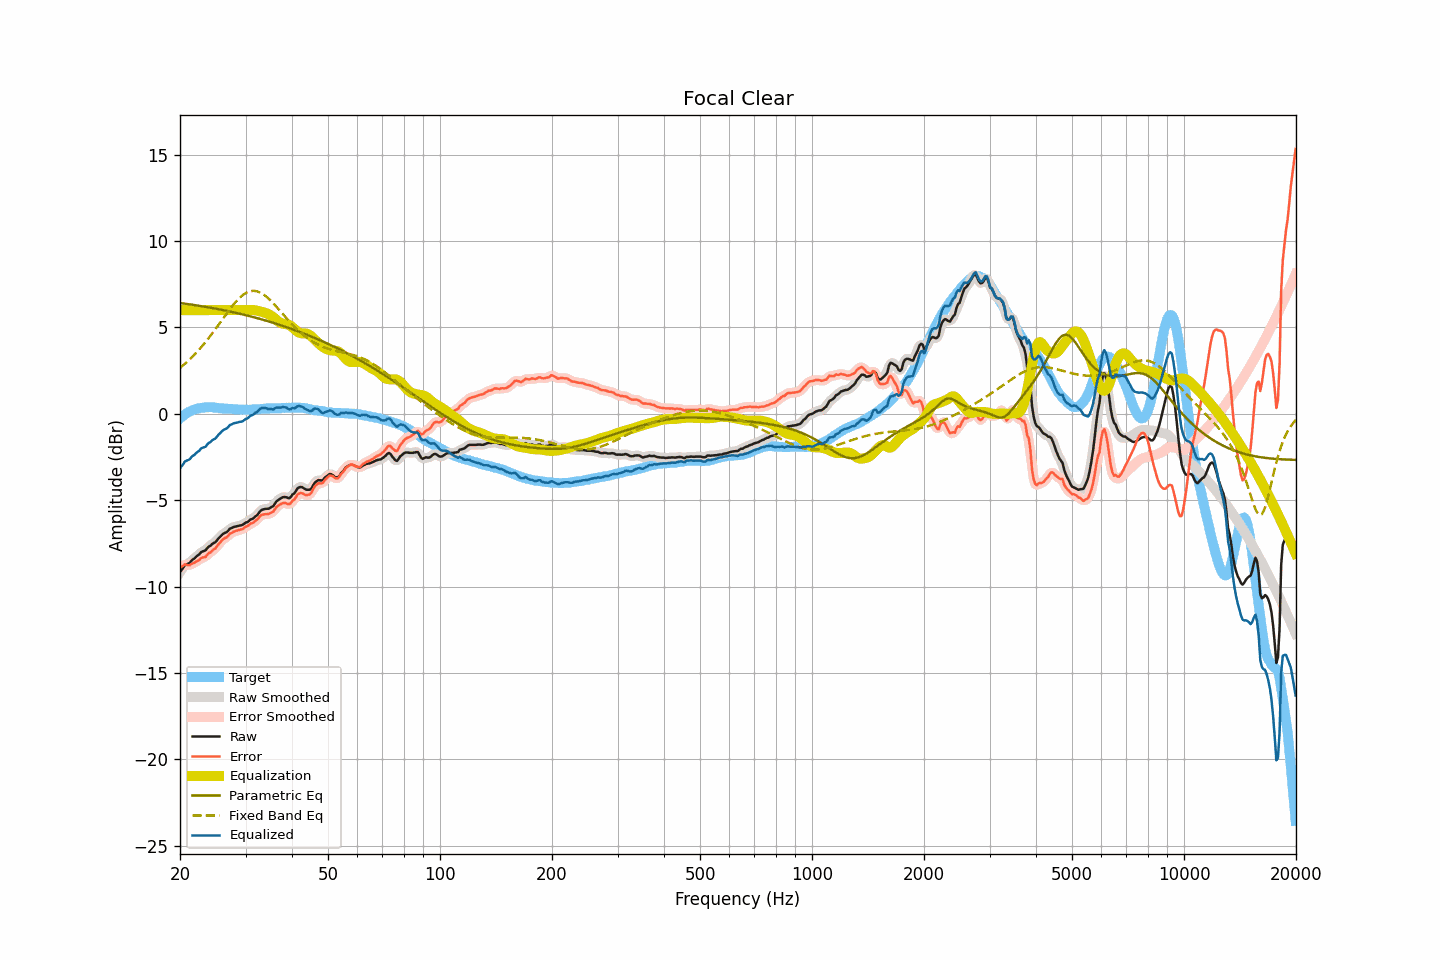 Focal Clear
Amplitude (dBr)
15
10
5
0
−5
−10
−15
−20
−25
Target
Raw Smoothed
Error Smoothed
Raw
Error
Equalization
Parametric Eq
Fixed Band Eq
Equalized
20 50 100 200 500 1000 2000 5000 10000 20000
Frequency (Hz)